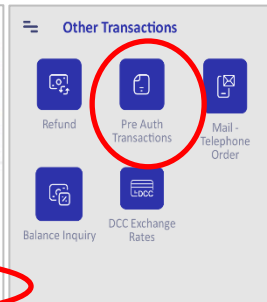 Other Transactions
Refund
Pre Auth
Transactions
Mail -
Telephone
Order
DCC
Balance Inquiry
DCC Exchange
Rates